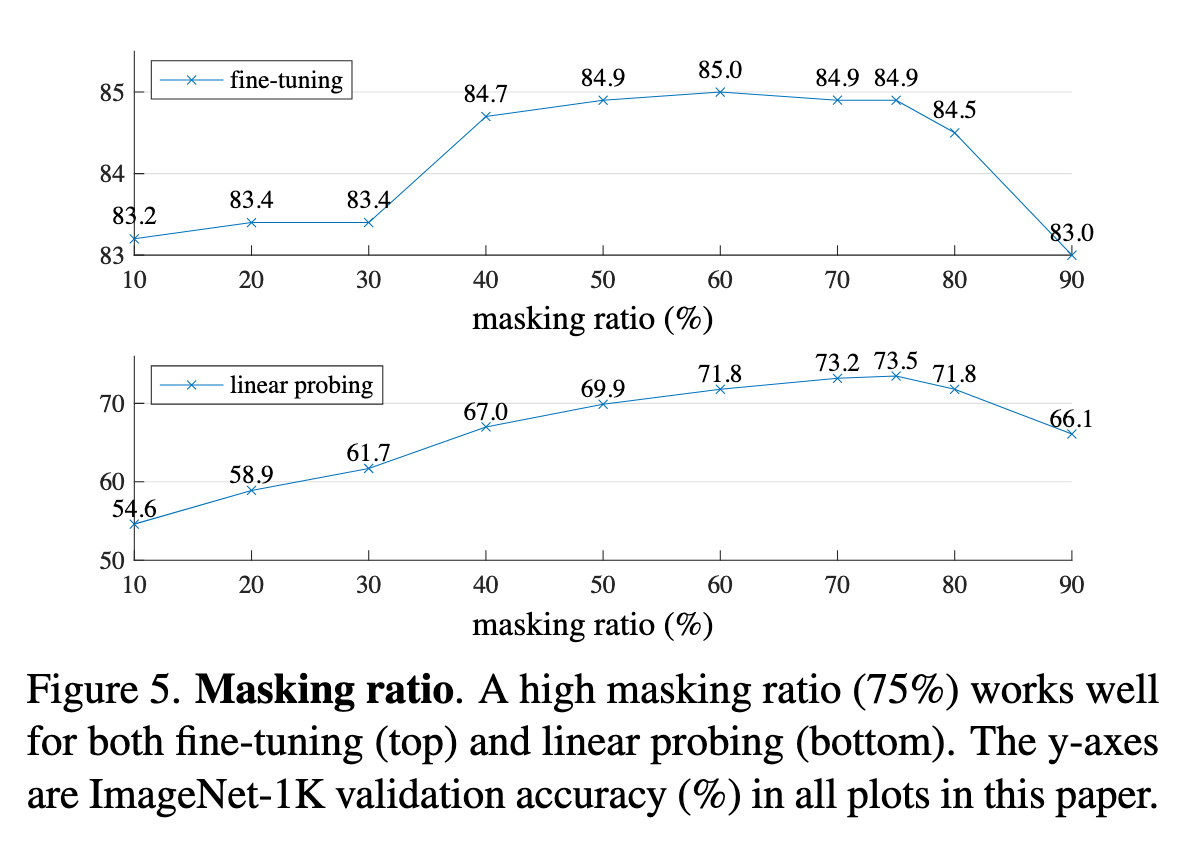 fine-tuning
85
84
83
83.2
83.4
83.4
84.7
84.9
85.0
84.9
84.9
84.5
83.0
10 20 30 40 50 60 70 80 90
masking ratio (%)
linear probing
70
60
50
54.6
58.9
61.7
67.0
69.9
71.8
73.2
73.5
71.8
66.1
10 20 30 40 50 60 70 80 90
masking ratio (%)
Figure 5. Masking ratio. A high masking ratio (75%) works well
for both fine-tuning (top) and linear probing (bottom). The y-axes
are ImageNet-1K validation accuracy (%) in all plots in this paper.